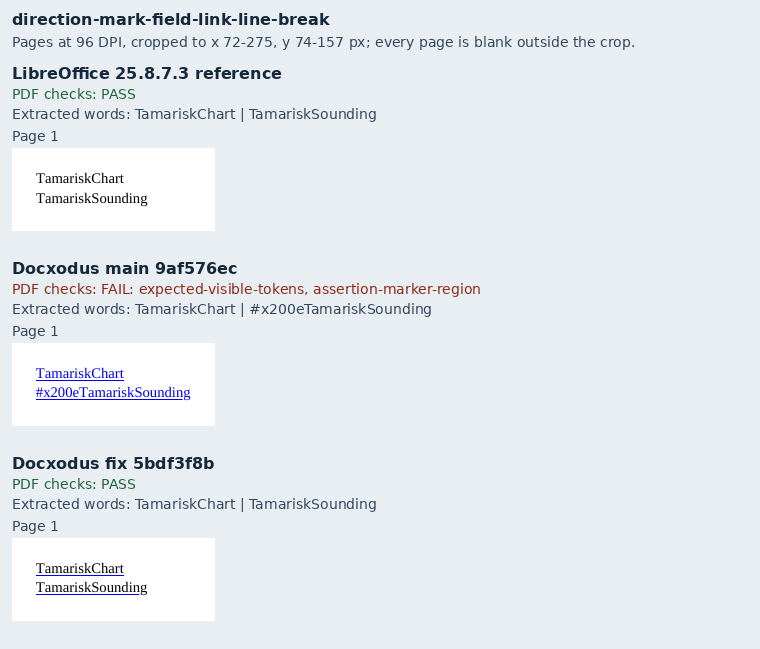 direction-mark-field-link-line-break
Pages at 96 DPI, cropped to x 72-275, y 74-157 px; every page is blank outside the crop.
LibreOffice 25.8.7.3 reference
PDF checks: PASS
Extracted words: TamariskChart | TamariskSounding
Page 1
TamariskChart
TamariskSounding
Docxodus main 9af576ec
PDF checks: FAIL: expected-visible-tokens, assertion-marker-region
Extracted words: TamariskChart | #x200eTamariskSounding
Page 1
TamariskChart
#x200eTamariskSounding
Docxodus fix 5bdf3f8b
PDF checks: PASS
Extracted words: TamariskChart | TamariskSounding
Page 1
TamariskChart
TamariskSounding